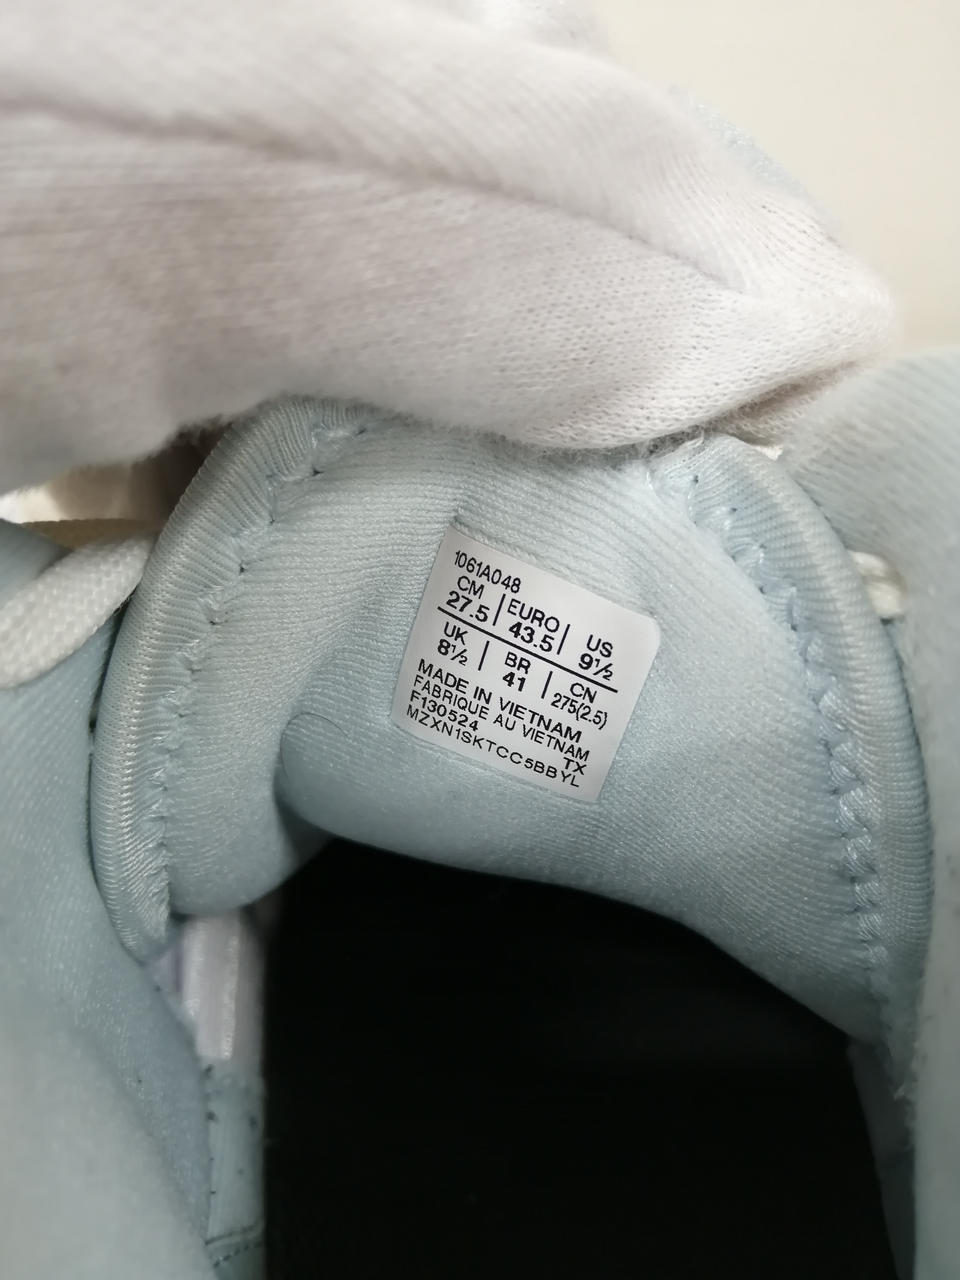 1061A048
CM 27.5 | EURO 43.5 | US 9½
UK 8½ | BR 41 | CN 275(2.5)
MADE IN VIETNAM
FABRIQUE AU VIETNAM
F130524 TX
MZXN1SKTCC5BBYL